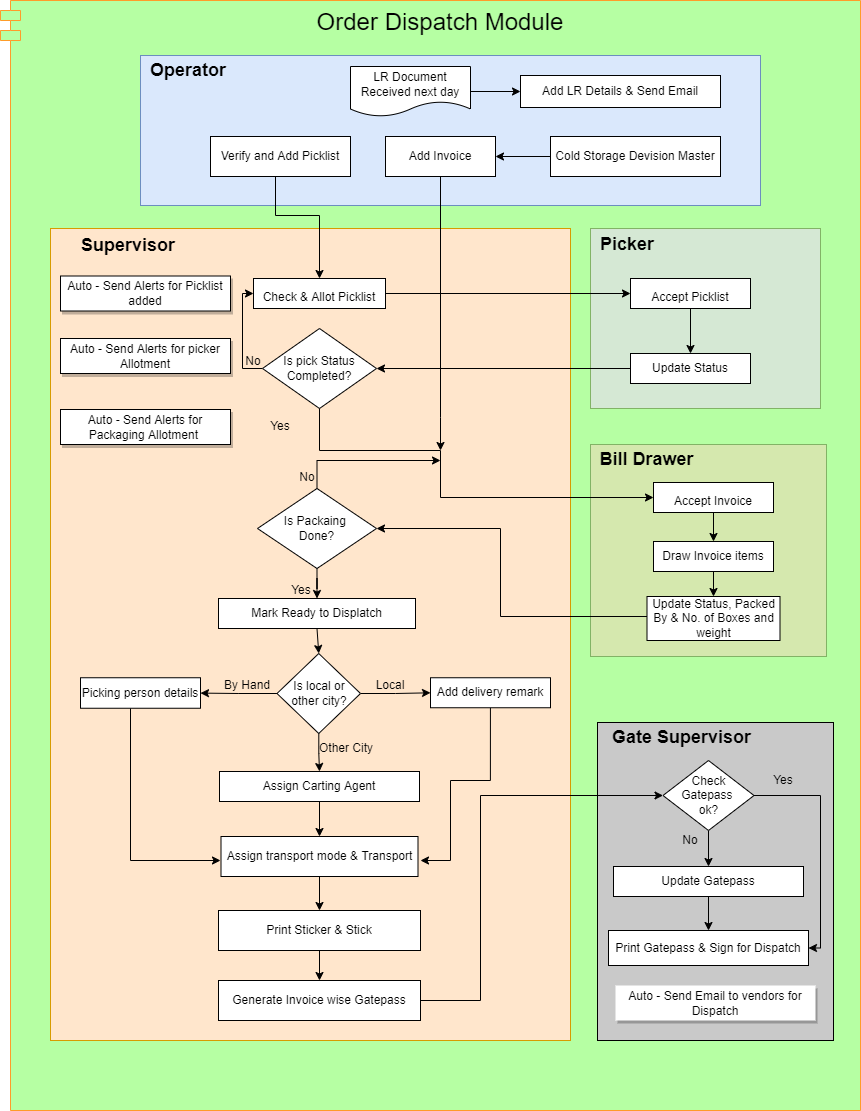 Order Dispatch Module
Operator
LR Document
Received next day
Add LR Details & Send Email
Verify and Add Picklist
Add Invoice
Cold Storage Devision Master
Supervisor
Auto - Send Alerts for Picklist
added
Check & Allot Picklist
Auto - Send Alerts for picker
Allotment
No
Is pick Status
Completed?
Auto - Send Alerts for
Packaging Allotment
Yes
No
Is Packaing
Done?
Yes
Mark Ready to Displatch
Picking person details
By Hand
Is local or
other city?
Local
Add delivery remark
Other City
Assign Carting Agent
Assign transport mode & Transport
Print Sticker & Stick
Generate Invoice wise Gatepass
Picker
Accept Picklist
Update Status
Bill Drawer
Accept Invoice
Draw Invoice items
Update Status, Packed
By & No. of Boxes and
weight
Gate Supervisor
Check
Gatepass
ok?
Yes
No
Update Gatepass
Print Gatepass & Sign for Dispatch
Auto - Send Email to vendors for
Dispatch